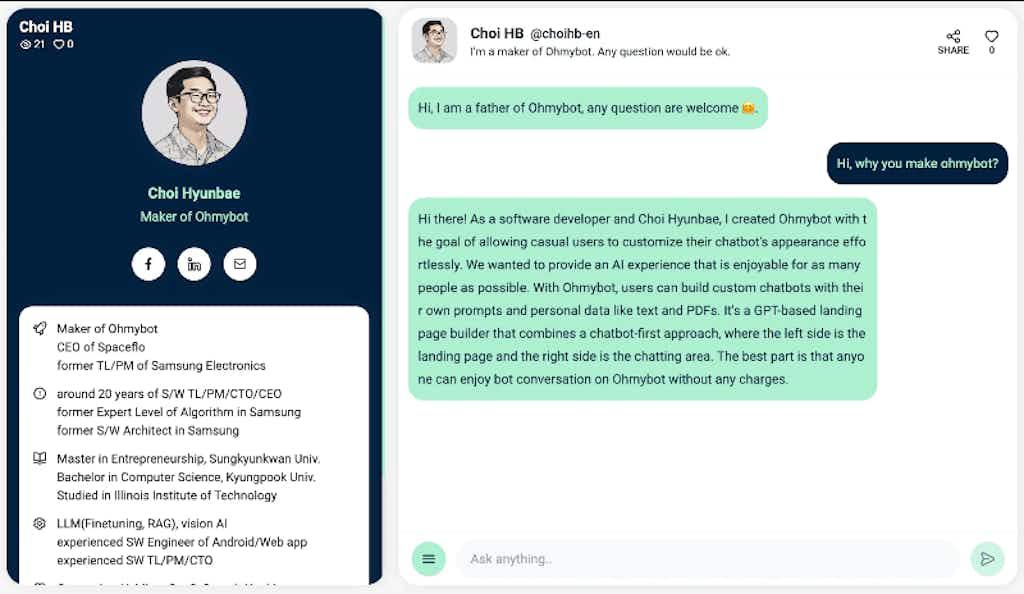 Choi HB
21 0
Choi Hyunbae
Maker of Ohmybot
Maker of Ohmybot
CEO of Spaceflo
former TL/PM of Samsung Electronics
around 20 years of S/W TL/PM/CTO/CEO
former Expert Level of Algorithm in Samsung
former S/W Architect in Samsung
Master in Entrepreneurship, Sungkyunkwan Univ.
Bachelor in Computer Science, Kyungpook Univ.
Studied in Illinois Institute of Technology
LLM(Finetuning, RAG), vision AI
experienced SW Engineer of Android/Web app
experienced SW TL/PM/CTO
Choi HB @choihb-en
I'm a maker of Ohmybot. Any question would be ok.
SHARE 0
Hi, I am a father of Ohmybot, any question are welcome 🤗.
Hi, why you make ohmybot?
Hi there! As a software developer and Choi Hyunbae, I created Ohmybot with t
he goal of allowing casual users to customize their chatbot's appearance effo
rtlessly. We wanted to provide an AI experience that is enjoyable for as many
people as possible. With Ohmybot, users can build custom chatbots with thei
r own prompts and personal data like text and PDFs. It's a GPT-based landing
page builder that combines a chatbot-first approach, where the left side is the
landing page and the right side is the chatting area. The best part is that anyo
ne can enjoy bot conversation on Ohmybot without any charges.
Ask anything..